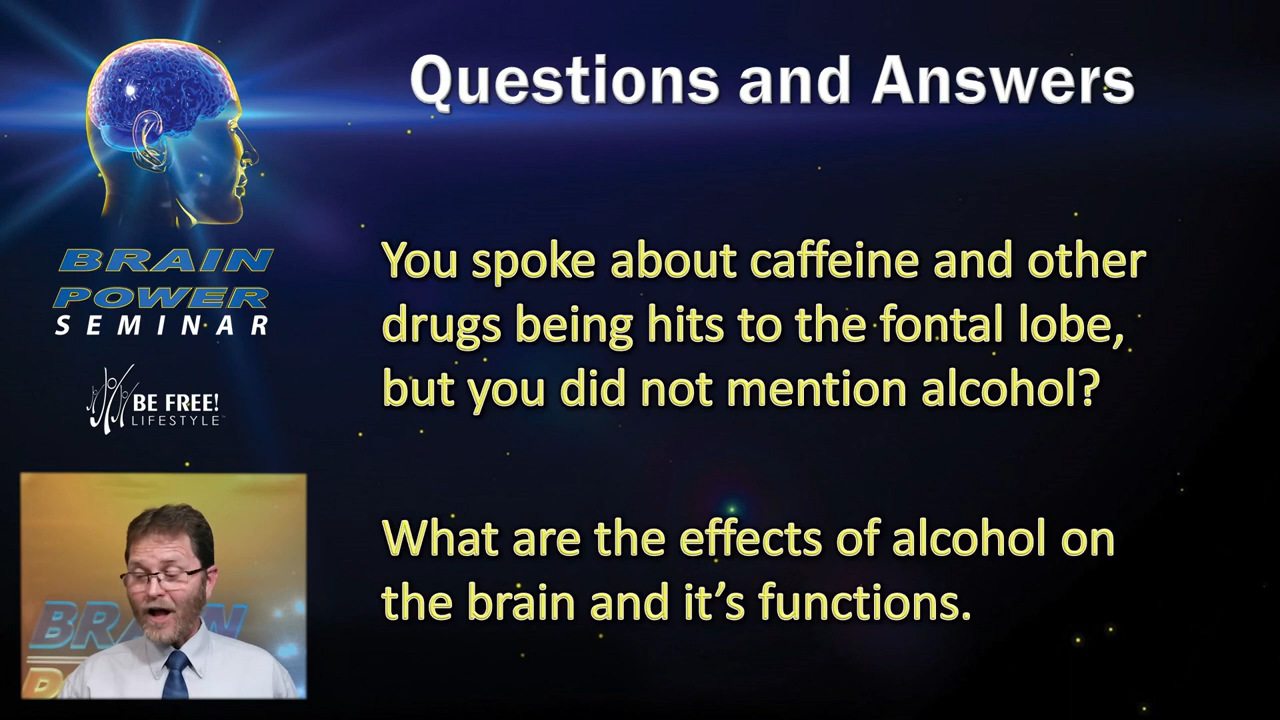 Questions and Answers
BRAIN
POWER
SEMINAR
BE FREE!
LIFESTYLE™
You spoke about caffeine and other
drugs being hits to the fontal lobe,
but you did not mention alcohol?
What are the effects of alcohol on
the brain and it's functions.